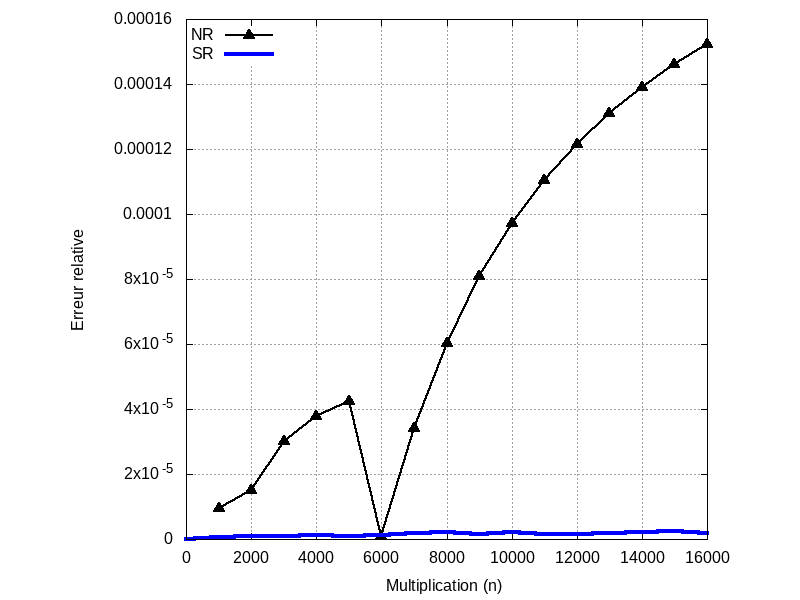 0.00016
NR
SR
0.00014
0.00012
0.0001
8x10^-5
6x10^-5
4x10^-5
2x10^-5
0
Erreur relative
0 2000 4000 6000 8000 10000 12000 14000 16000
Multiplication (n)